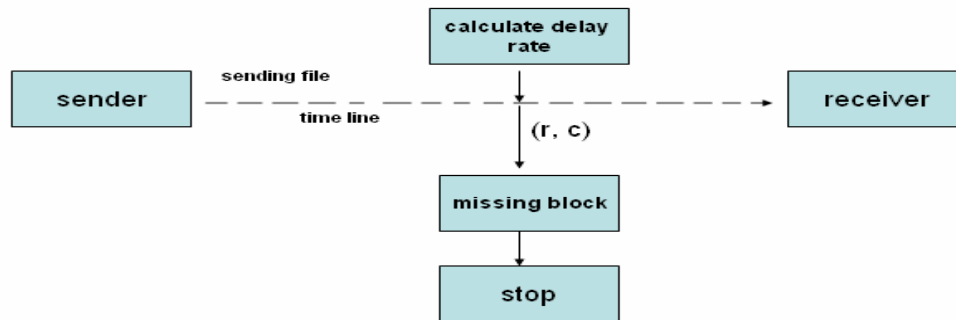 calculate delay
rate
sending file
sender
receiver
time line
(r, c)
missing block
stop